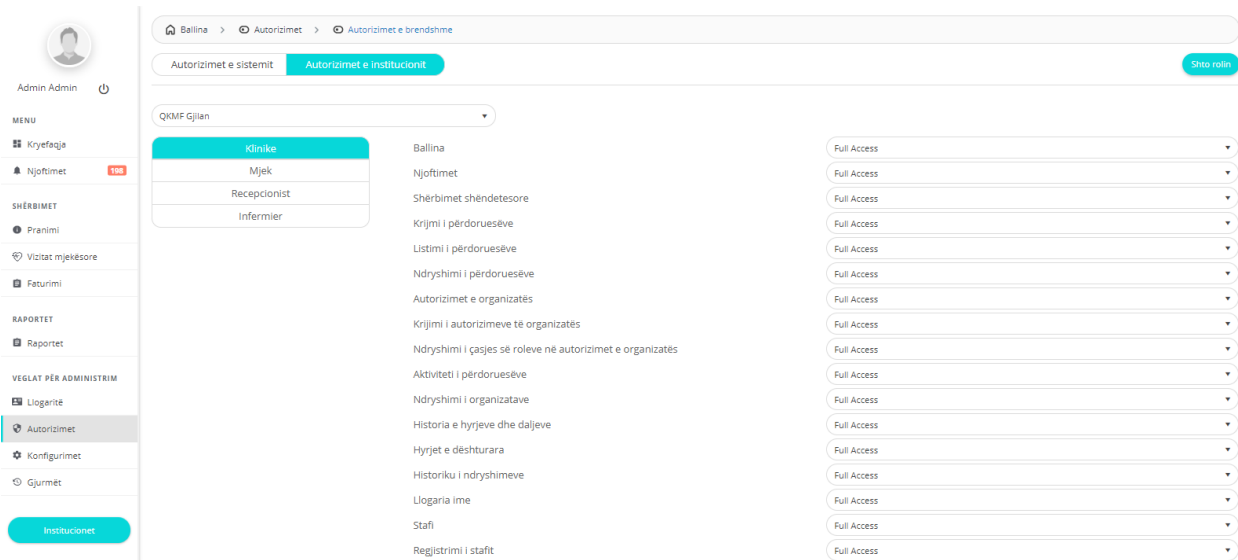 Ballina > Autorizimet > Autorizimet e brendshme
Autorizimet e sistemit Autorizimet e institucionit Shto rolin
Admin Admin
MENU
Kryefaqja
Njoftimet 198
SHËRBIMET
Pranimi
Vizitat mjekësore
Faturimi
RAPORTET
Raportet
VEGLAT PËR ADMINISTRIM
Llogaritë
Autorizimet
Konfigurimet
Gjurmët
Institucionet
QKMF Gjilan
Klinike
Mjek
Recepcionist
Infermier
Ballina Full Access
Njoftimet Full Access
Shërbimet shëndetesore Full Access
Krijmi i përdoruesëve Full Access
Listimi i përdoruesëve Full Access
Ndryshimi i përdoruesëve Full Access
Autorizimet e organizatës Full Access
Krijimi i autorizimeve të organizatës Full Access
Ndryshimi i çasjes së roleve në autorizimet e organizatës Full Access
Aktiviteti i përdoruesëve Full Access
Ndryshimi i organizatave Full Access
Historia e hyrjeve dhe daljeve Full Access
Hyrjet e dështurara Full Access
Historiku i ndryshimeve Full Access
Llogaria ime Full Access
Stafi Full Access
Regjistrimi i stafit Full Access